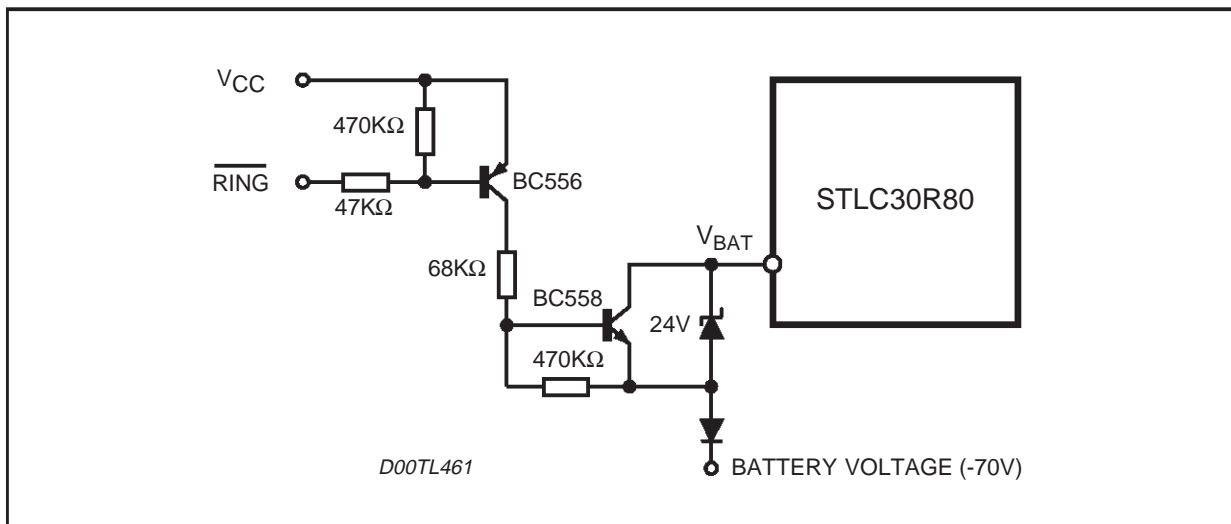 VCC
470KΩ
RING
47KΩ
BC556
STLC30R80
VBAT
68KΩ
BC558
24V
470KΩ
D00TL461
BATTERY VOLTAGE (-70V)